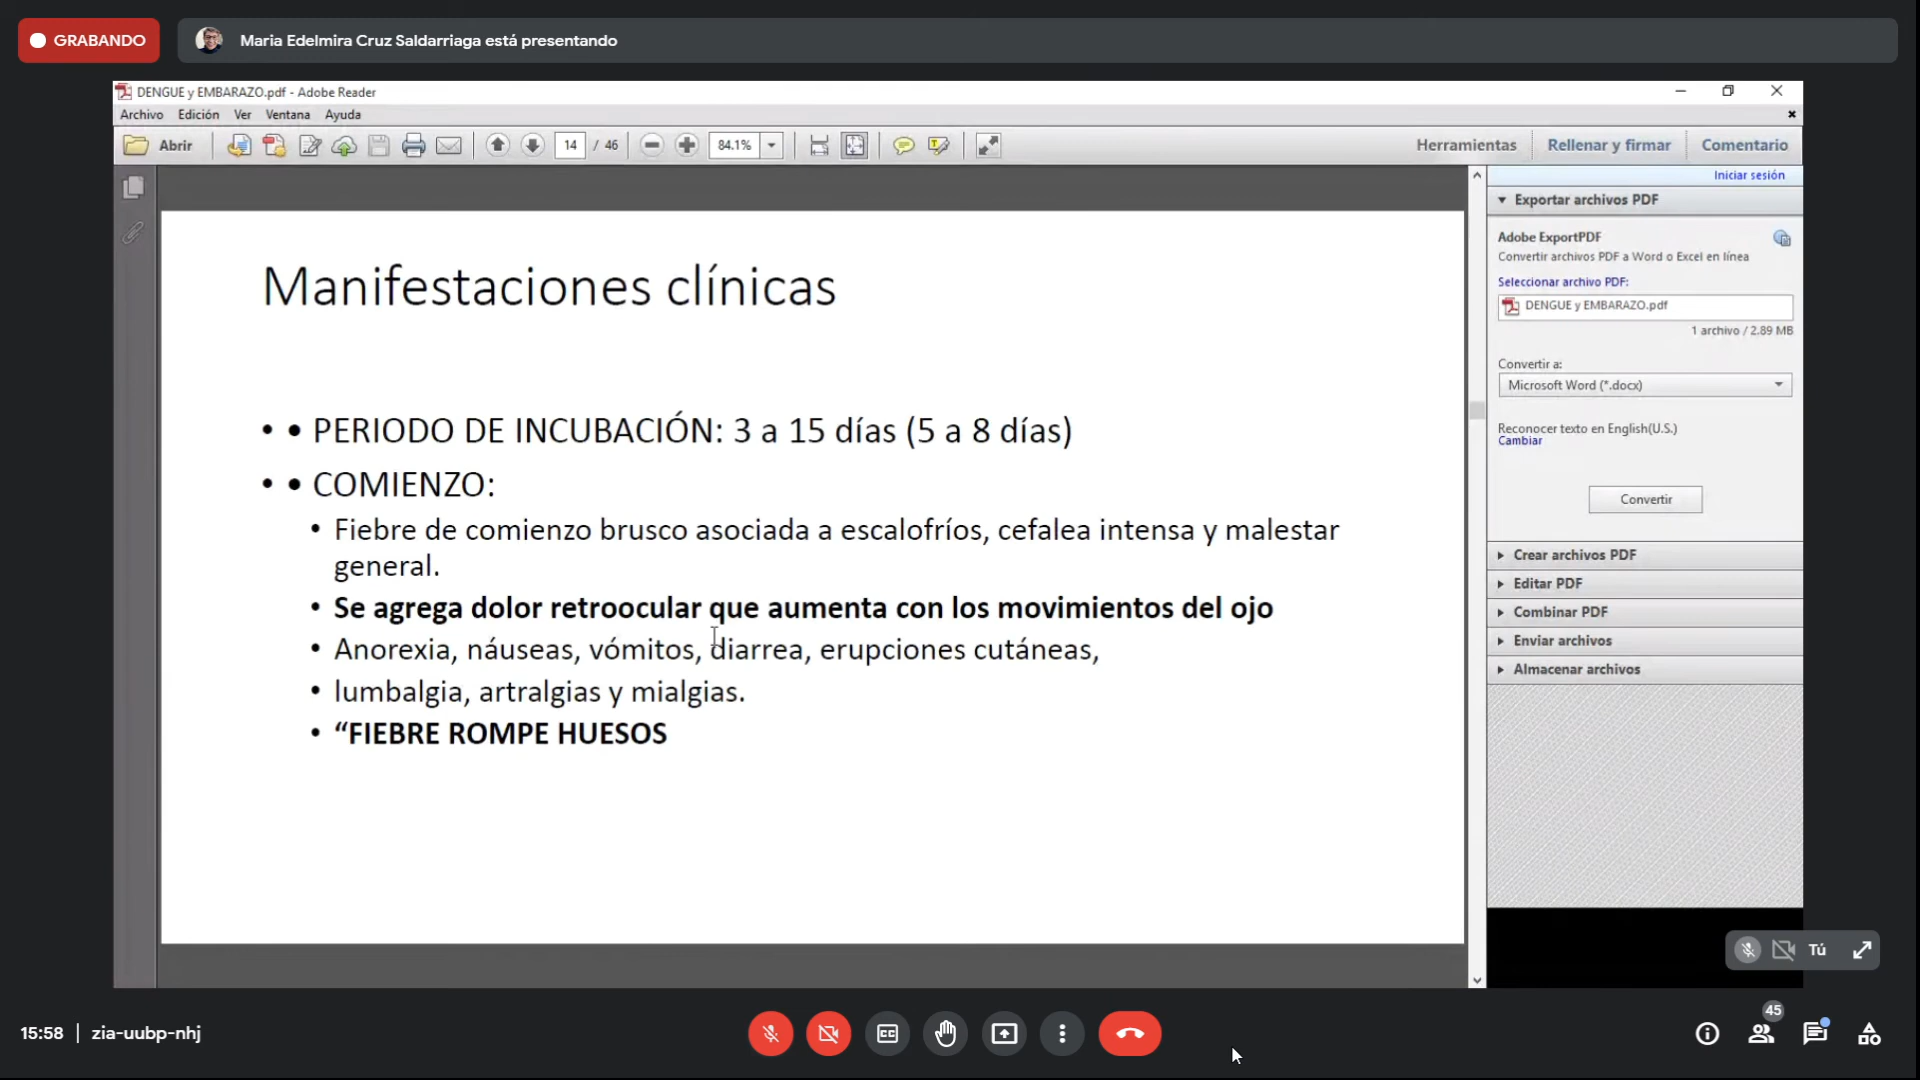 GRABANDO
Maria Edelmira Cruz Saldarriaga está presentando
DENGUE y EMBARAZO.pdf - Adobe Reader
Archivo Edición Ver Ventana Ayuda
Abrir 14 / 46 84.1% Herramientas Rellenar y firmar Comentario
Iniciar sesión
Exportar archivos PDF
Adobe ExportPDF
Convertir archivos PDF a Word o Excel en línea
Seleccionar archivo PDF:
DENGUE y EMBARAZO.pdf
1 archivo / 2.89 MB
Convertir a:
Microsoft Word (*.docx)
Reconocer texto en English(U.S.)
Cambiar
Convertir
Crear archivos PDF
Editar PDF
Combinar PDF
Enviar archivos
Almacenar archivos
Manifestaciones clínicas
• • PERIODO DE INCUBACIÓN: 3 a 15 días (5 a 8 días)
• • COMIENZO:
• Fiebre de comienzo brusco asociada a escalofríos, cefalea intensa y malestar
general.
• Se agrega dolor retroocular que aumenta con los movimientos del ojo
• Anorexia, náuseas, vómitos, diarrea, erupciones cutáneas,
• lumbalgia, artralgias y mialgias.
• “FIEBRE ROMPE HUESOS
Tú
15:58 | zia-uubp-nhj
CC
45